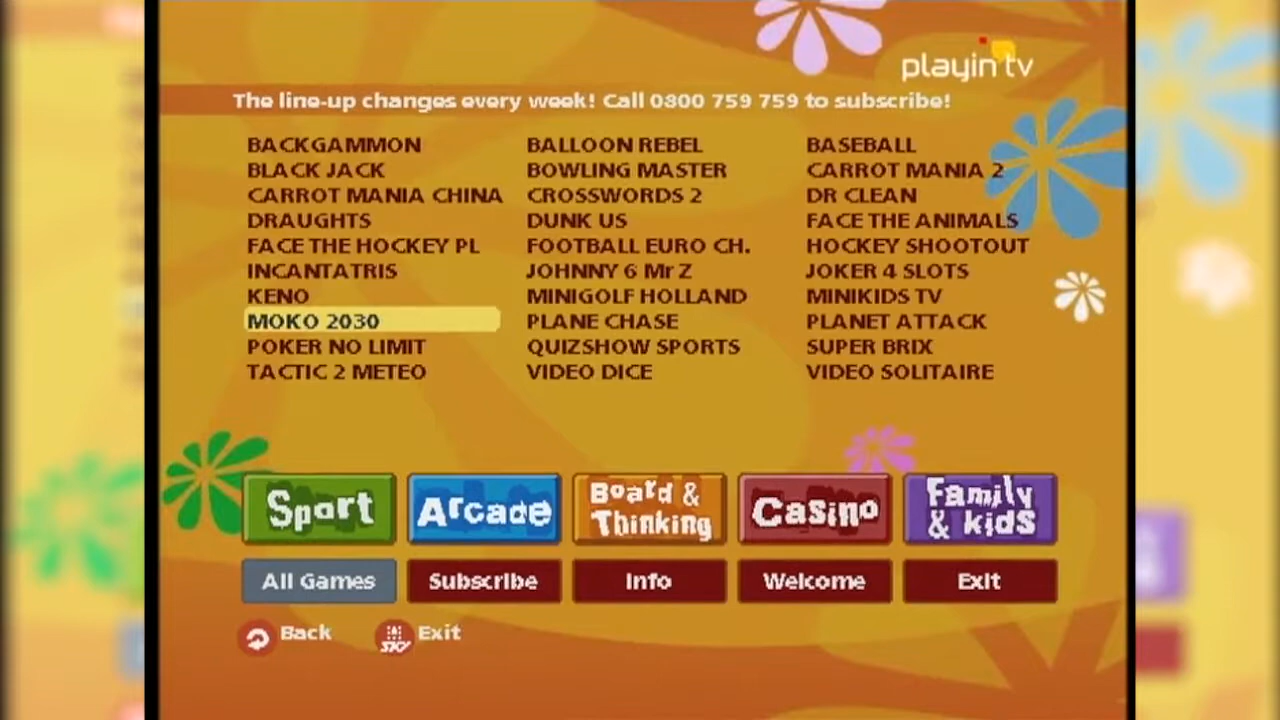 playin tv
The line-up changes every week! Call 0800 759 759 to subscribe!
BACKGAMMON BALLOON REBEL BASEBALL
BLACK JACK BOWLING MASTER CARROT MANIA 2
CARROT MANIA CHINA CROSSWORDS 2 DR CLEAN
DRAUGHTS DUNK US FACE THE ANIMALS
FACE THE HOCKEY PL FOOTBALL EURO CH. HOCKEY SHOOTOUT
INCANTATRIS JOHNNY 6 Mr Z JOKER 4 SLOTS
KENO MINIGOLF HOLLAND MINIKIDS TV
MOKO 2030 PLANE CHASE PLANET ATTACK
POKER NO LIMIT QUIZSHOW SPORTS SUPER BRIX
TACTIC 2 METEO VIDEO DICE VIDEO SOLITAIRE
Sport Arcade Board & Thinking Casino Family & kids
All Games Subscribe Info Welcome Exit
Back sky Exit